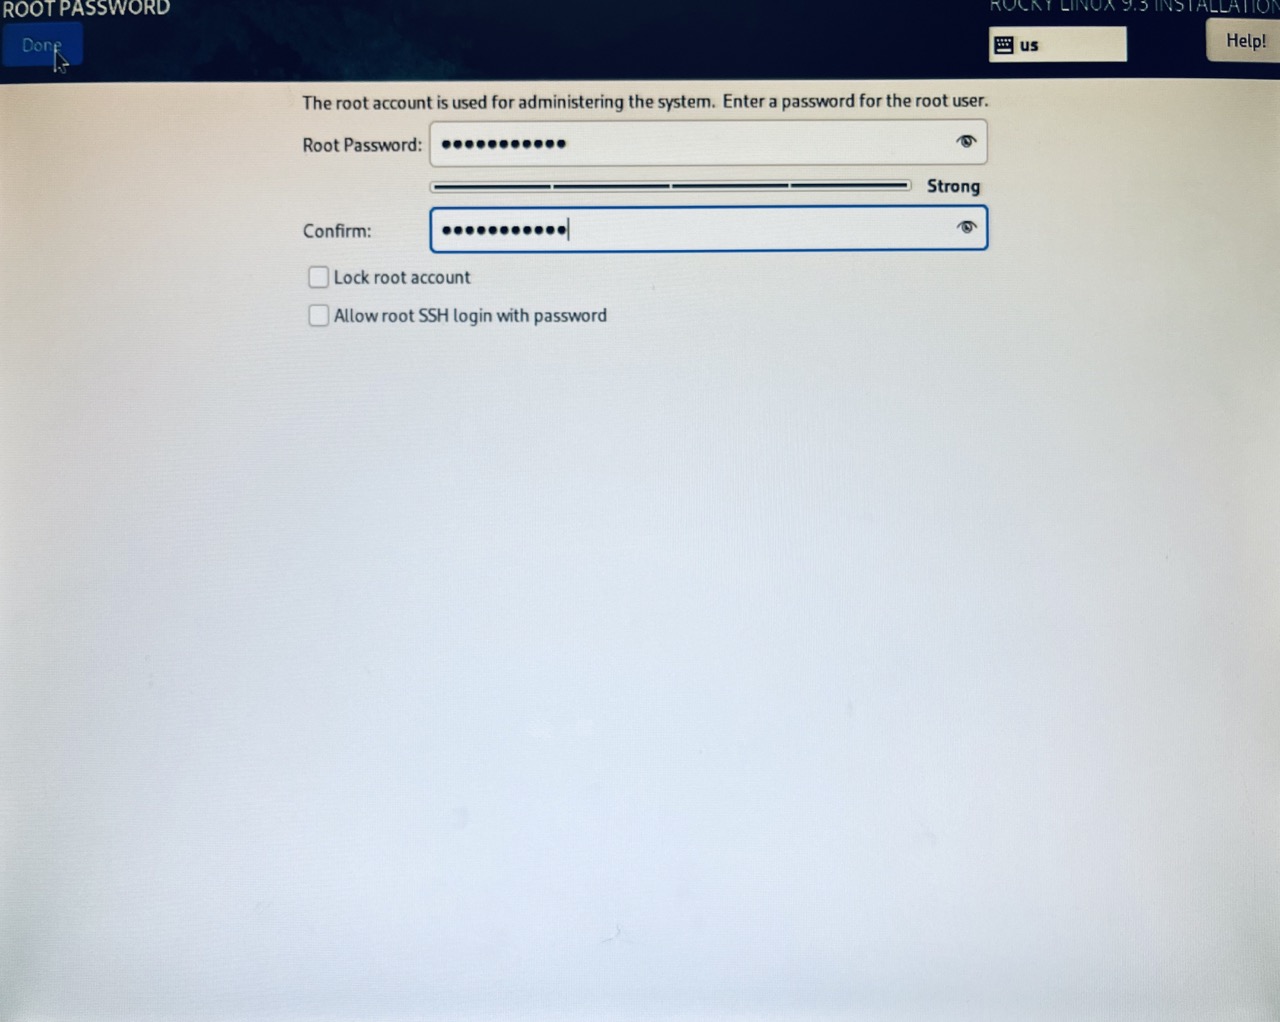 ROOT PASSWORD
ROCKY LINUX 9.3 INSTALLATION
Done
us
Help!
The root account is used for administering the system. Enter a password for the root user.
Root Password: •••••••••••
Strong
Confirm: •••••••••••
Lock root account
Allow root SSH login with password